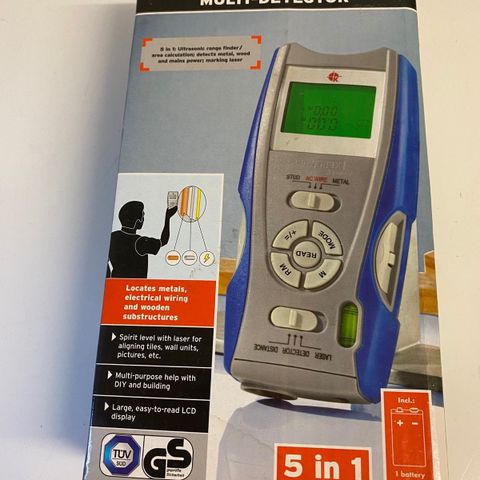 MULTI-DETECTOR
5 in 1: Ultrasonic range finder/
area calculation; detects metal, wood
and mains power; marking laser
STUD AC WIRE METAL
MODE
+/=
READ
RM
M
LASER
DETECTOR
DISTANCE
Locates metals,
electrical wiring
and wooden
substructures
Spirit level with laser for
aligning tiles, wall units,
pictures, etc.
Multi-purpose help with
DIY and building
Large, easy-to-read LCD
display
TÜV
SÜD
GS
geprüfte
Sicherheit
5 in 1
Incl.:
+ -
1 battery